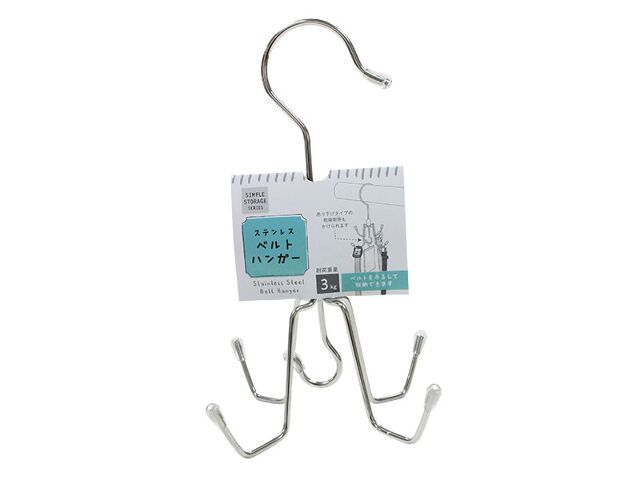 SIMPLE
STORAGE
SERIES
ステンレス
ベルト
ハンガー
Stainless Steel
Belt Hanger
吊り下げタイプの
収納用品も
かけられます
耐荷重量
3kg
ベルトを吊るして
収納できます